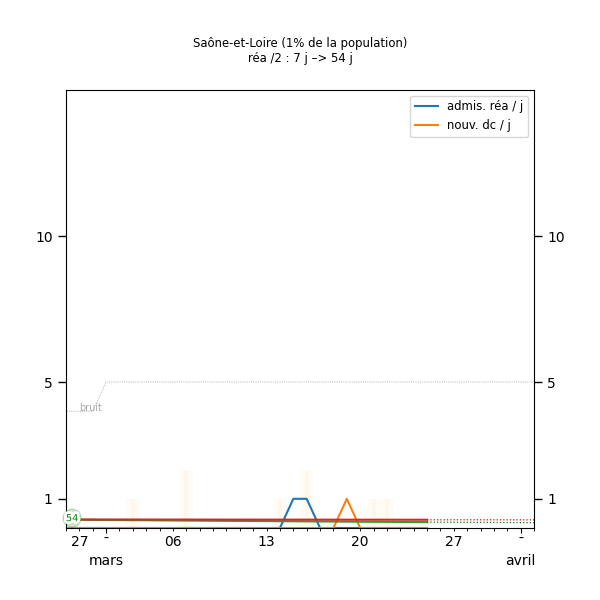 Saône-et-Loire (1% de la population)
réa /2 : 7 j –> 54 j
admis. réa / j
nouv. dc / j
10 10
5 5
bruit
1 1
54
27 - 06 13 20 27 -
mars avril